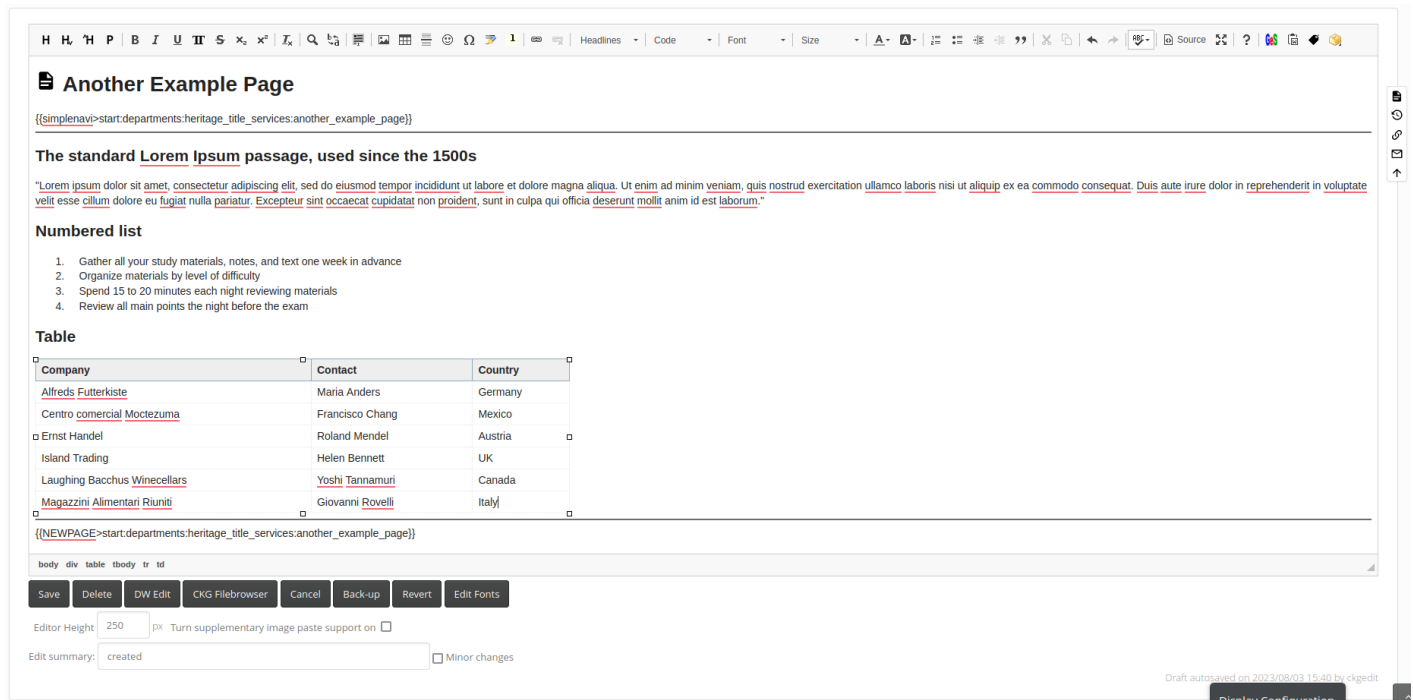 H H, ^H P B I U TT S x₂ x² Tx Ω 1 Headlines Code Font Size A A ABC Source ?
Another Example Page
{{simplenavi>start:departments:heritage_title_services:another_example_page}}
The standard Lorem Ipsum passage, used since the 1500s
"Lorem ipsum dolor sit amet, consectetur adipiscing elit, sed do eiusmod tempor incididunt ut labore et dolore magna aliqua. Ut enim ad minim veniam, quis nostrud exercitation ullamco laboris nisi ut aliquip ex ea commodo consequat. Duis aute irure dolor in reprehenderit in voluptate
velit esse cillum dolore eu fugiat nulla pariatur. Excepteur sint occaecat cupidatat non proident, sunt in culpa qui officia deserunt mollit anim id est laborum."
Numbered list
1. Gather all your study materials, notes, and text one week in advance
2. Organize materials by level of difficulty
3. Spend 15 to 20 minutes each night reviewing materials
4. Review all main points the night before the exam
Table
Company Contact Country
Alfreds Futterkiste Maria Anders Germany
Centro comercial Moctezuma Francisco Chang Mexico
Ernst Handel Roland Mendel Austria
Island Trading Helen Bennett UK
Laughing Bacchus Winecellars Yoshi Tannamuri Canada
Magazzini Alimentari Riuniti Giovanni Rovelli Italy
{{NEWPAGE>start:departments:heritage_title_services:another_example_page}}
body div table tbody tr td
Save Delete DW Edit CKG Filebrowser Cancel Back-up Revert Edit Fonts
Editor Height 250 px Turn supplementary image paste support on
Edit summary: created Minor changes
Draft autosaved on 2023/08/03 15:40 by ckgedit
Display Configuration